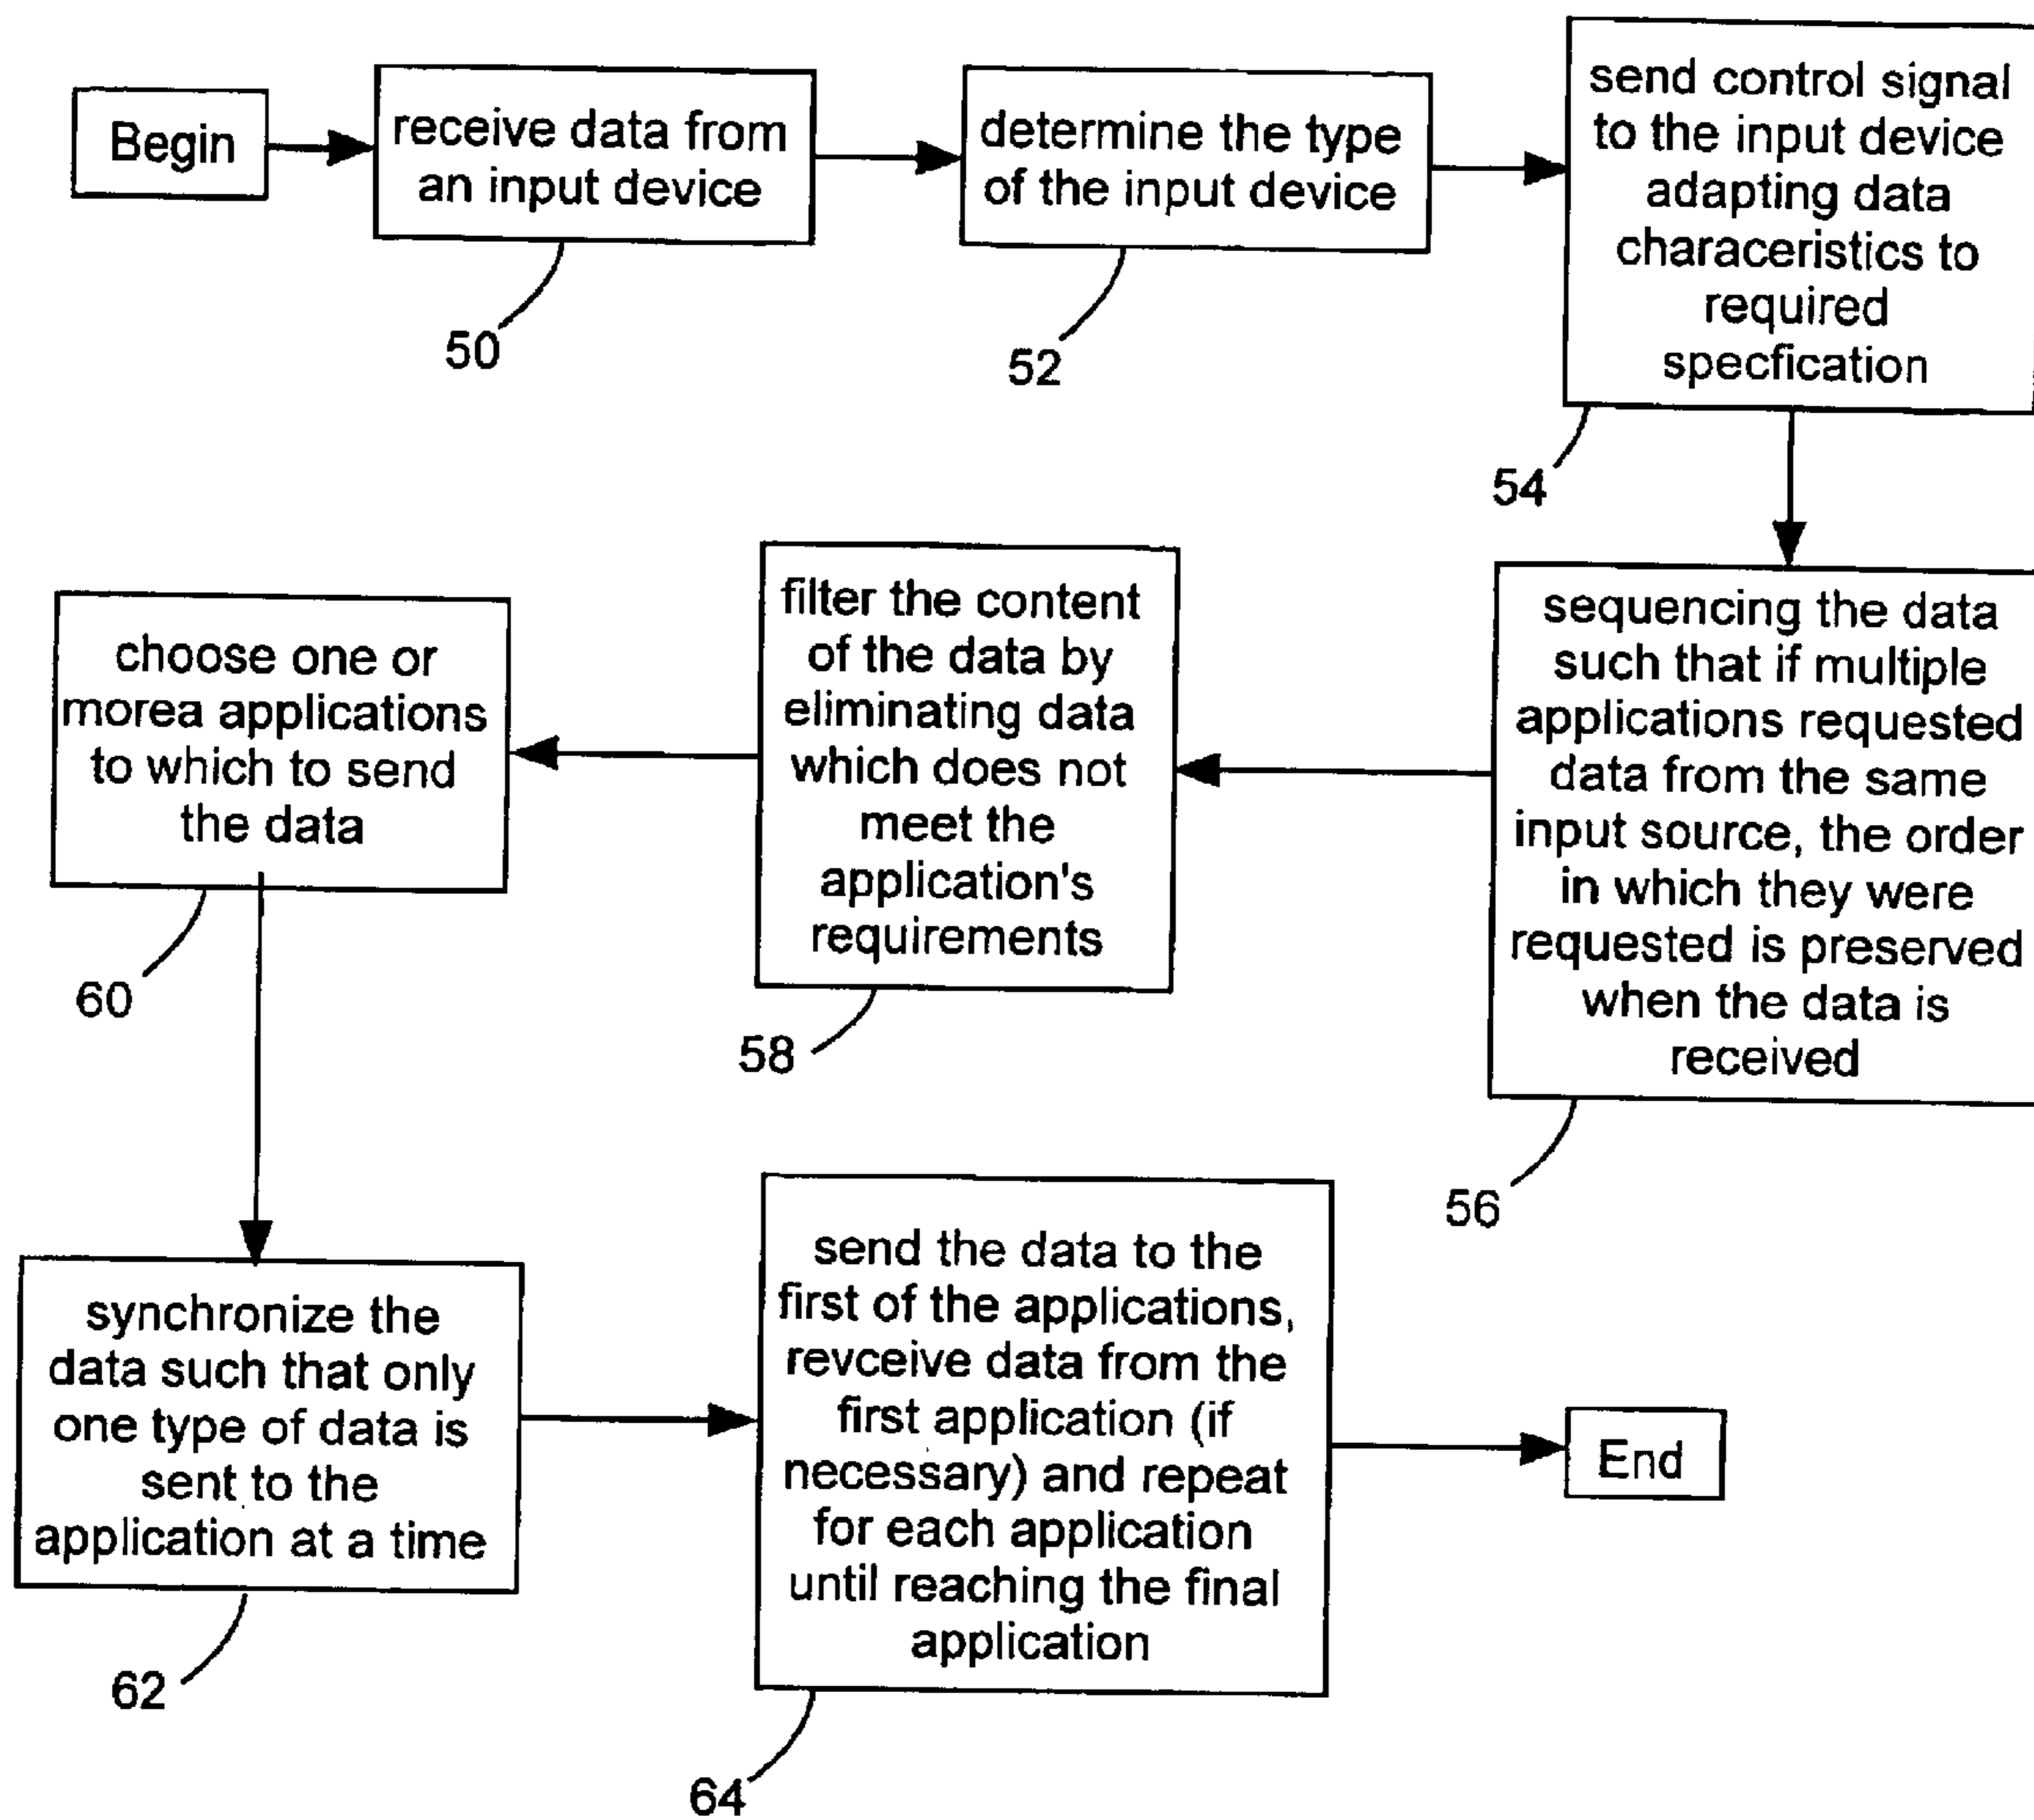 Begin
receive data from
an input device
50
determine the type
of the input device
52
send control signal
to the input device
adapting data
characeristics to
required
specfication
54
sequencing the data
such that if multiple
applications requested
data from the same
input source, the order
in which they were
requested is preserved
when the data is
received
56
filter the content
of the data by
eliminating data
which does not
meet the
application's
requirements
58
choose one or
morea applications
to which to send
the data
60
synchronize the
data such that only
one type of data is
sent to the
application at a time
62
send the data to the
first of the applications,
revceive data from the
first application (if
necessary) and repeat
for each application
until reaching the final
application
64
End